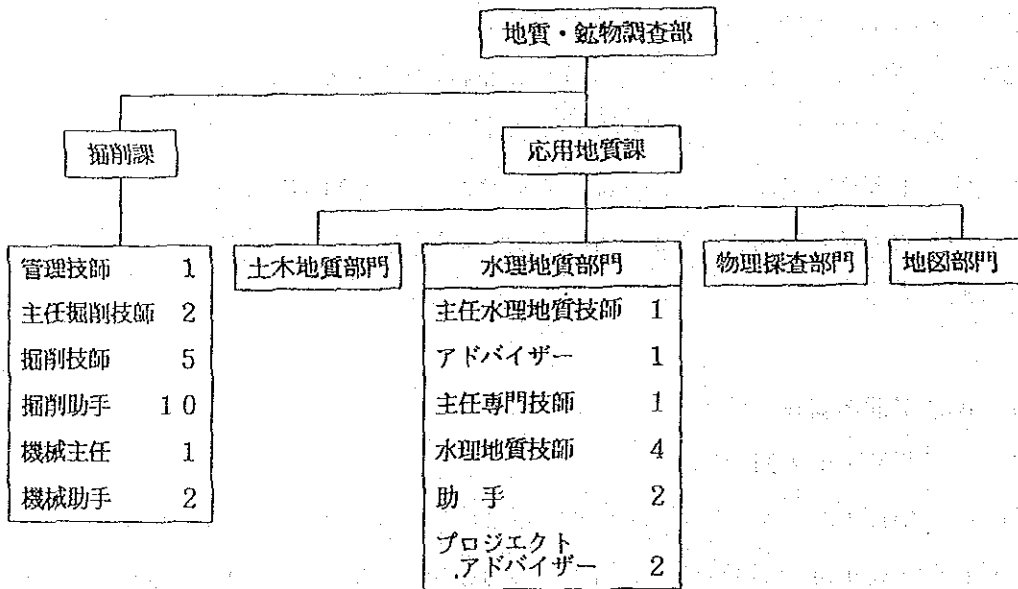 地質・鉱物調査部
掘削課
応用地質課
管理技師 1
主任掘削技師 2
掘削技師 5
掘削助手 10
機械主任 1
機械助手 2
土木地質部門
水理地質部門
主任水理地質技師 1
アドバイザー 1
主任専門技師 1
水理地質技師 4
助 手 2
プロジェクト
アドバイザー 2
物理探査部門
地図部門